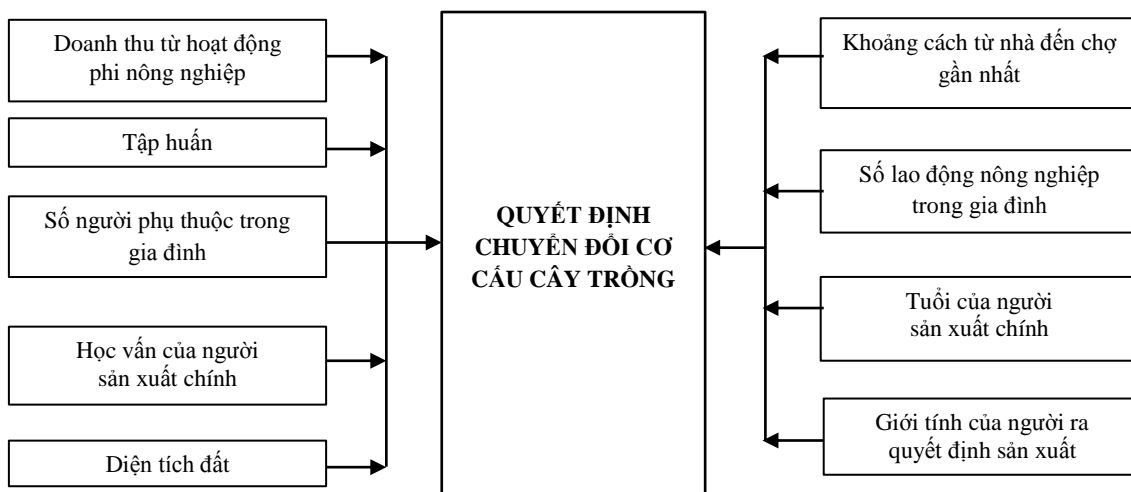 Doanh thu từ hoạt động
phi nông nghiệp
Tập huấn
Số người phụ thuộc trong
gia đình
Học vấn của người
sản xuất chính
Diện tích đất
QUYẾT ĐỊNH
CHUYỂN ĐỔI CƠ
CẤU CÂY TRỒNG
Khoảng cách từ nhà đến chợ
gần nhất
Số lao động nông nghiệp
trong gia đình
Tuổi của người
sản xuất chính
Giới tính của người ra
quyết định sản xuất